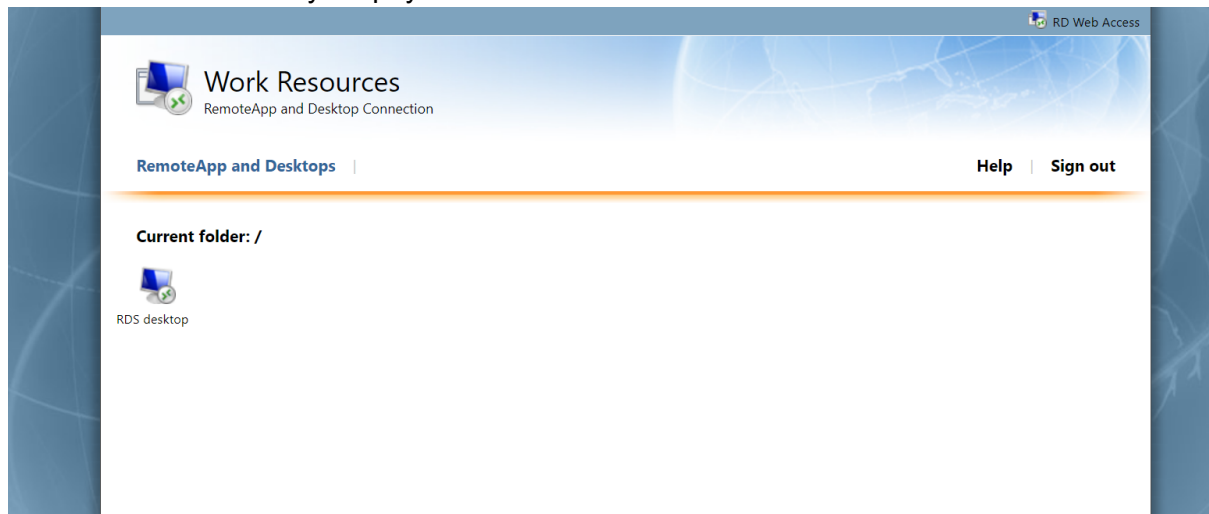 RD Web Access
Work Resources
RemoteApp and Desktop Connection
RemoteApp and Desktops | Help | Sign out
Current folder: /
RDS desktop